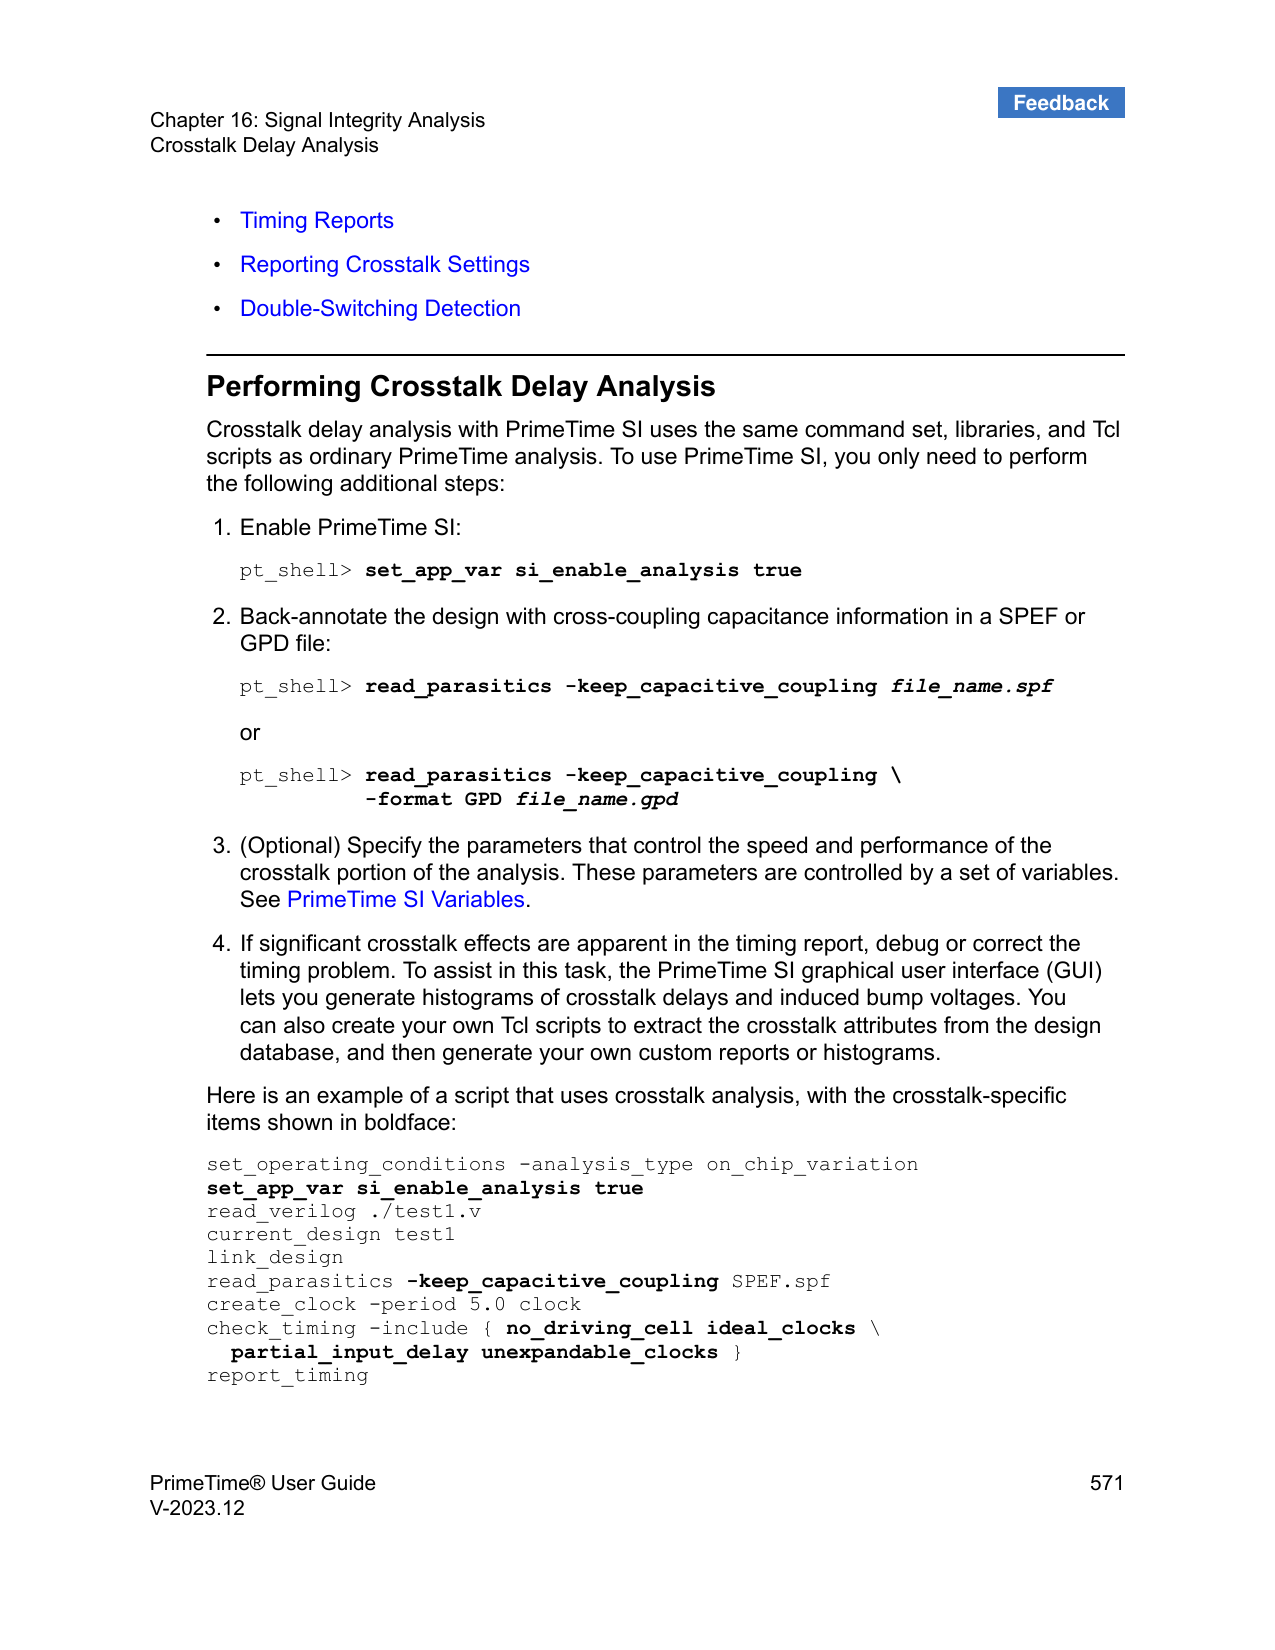 Feedback
Chapter 16: Signal Integrity Analysis
Crosstalk Delay Analysis
• Timing Reports
• Reporting Crosstalk Settings
• Double-Switching Detection
Performing Crosstalk Delay Analysis
Crosstalk delay analysis with PrimeTime SI uses the same command set, libraries, and Tcl
scripts as ordinary PrimeTime analysis. To use PrimeTime SI, you only need to perform
the following additional steps:
1. Enable PrimeTime SI:
pt_shell> set_app_var si_enable_analysis true
2. Back-annotate the design with cross-coupling capacitance information in a SPEF or
GPD file:
pt_shell> read_parasitics -keep_capacitive_coupling file_name.spf
or
pt_shell> read_parasitics -keep_capacitive_coupling \
-format GPD file_name.gpd
3. (Optional) Specify the parameters that control the speed and performance of the
crosstalk portion of the analysis. These parameters are controlled by a set of variables.
See PrimeTime SI Variables.
4. If significant crosstalk effects are apparent in the timing report, debug or correct the
timing problem. To assist in this task, the PrimeTime SI graphical user interface (GUI)
lets you generate histograms of crosstalk delays and induced bump voltages. You
can also create your own Tcl scripts to extract the crosstalk attributes from the design
database, and then generate your own custom reports or histograms.
Here is an example of a script that uses crosstalk analysis, with the crosstalk-specific
items shown in boldface:
set_operating_conditions -analysis_type on_chip_variation
set_app_var si_enable_analysis true
read_verilog ./test1.v
current_design test1
link_design
read_parasitics -keep_capacitive_coupling SPEF.spf
create_clock -period 5.0 clock
check_timing -include { no_driving_cell ideal_clocks \
partial_input_delay unexpandable_clocks }
report_timing
PrimeTime® User Guide 571
V-2023.12